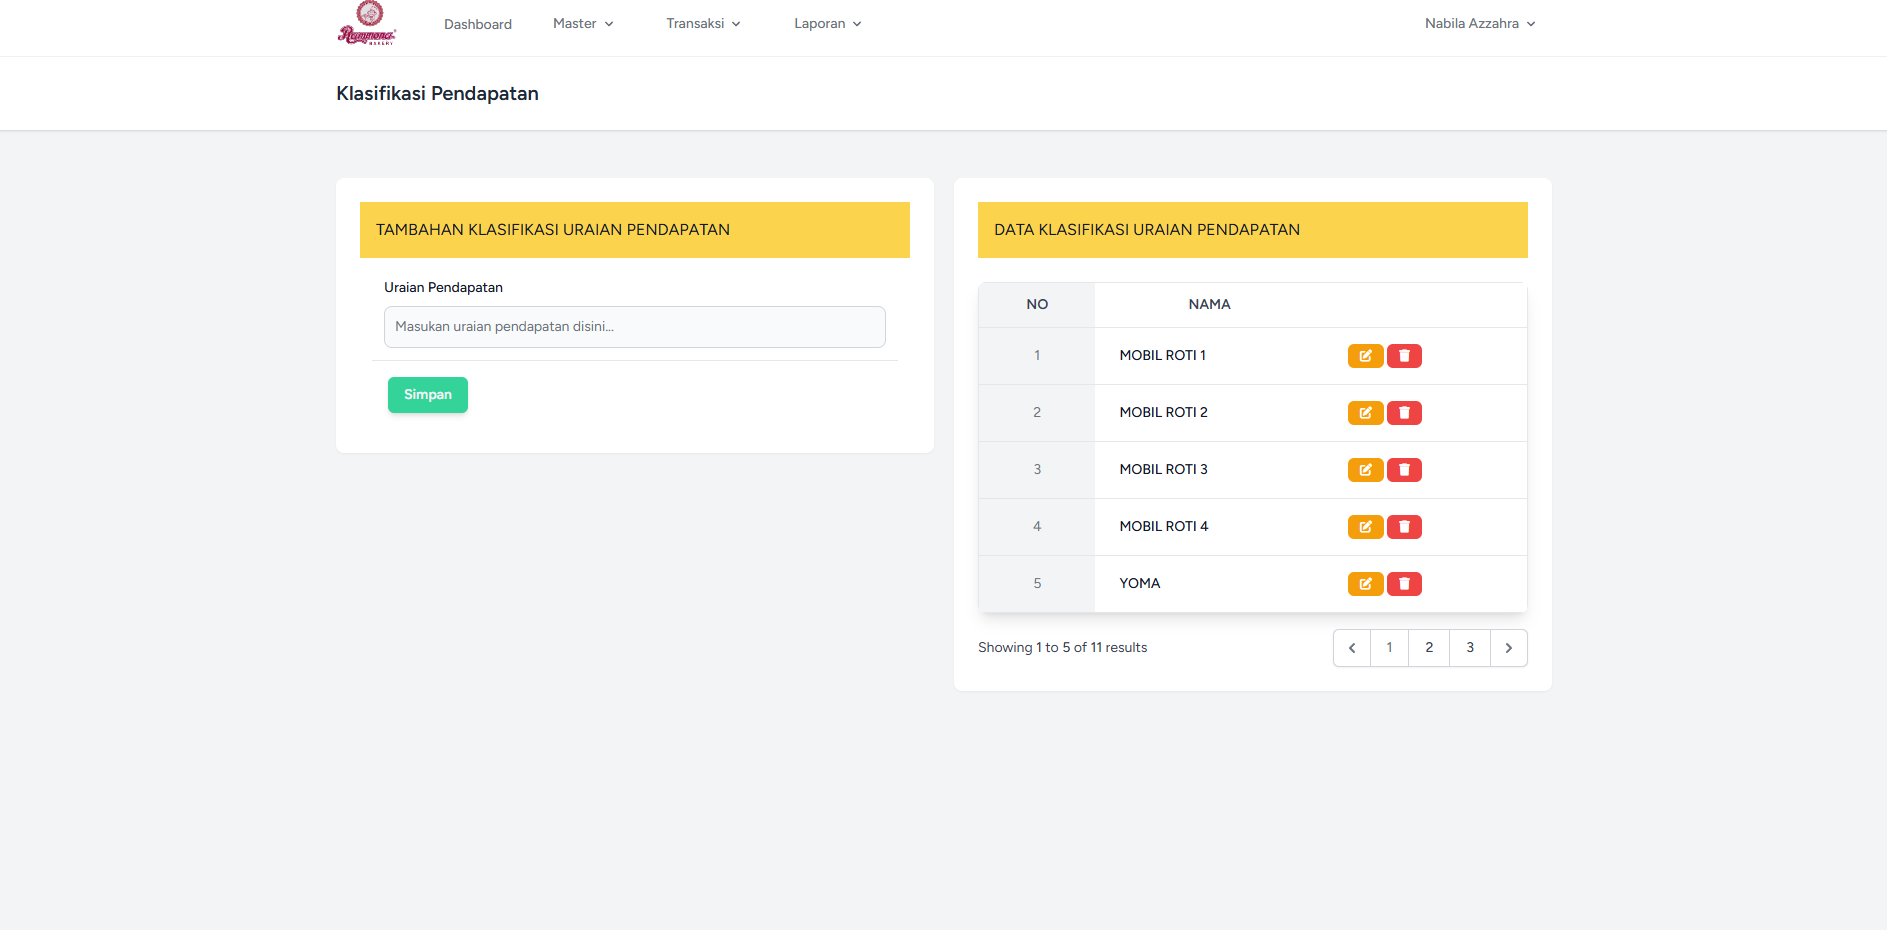 Rammona
BAKERY
Dashboard Master Transaksi Laporan Nabila Azzahra
Klasifikasi Pendapatan
TAMBAHAN KLASIFIKASI URAIAN PENDAPATAN
Uraian Pendapatan
Masukan uraian pendapatan disini...
Simpan
DATA KLASIFIKASI URAIAN PENDAPATAN
NO NAMA
1 MOBIL ROTI 1
2 MOBIL ROTI 2
3 MOBIL ROTI 3
4 MOBIL ROTI 4
5 YOMA
Showing 1 to 5 of 11 results
1 2 3